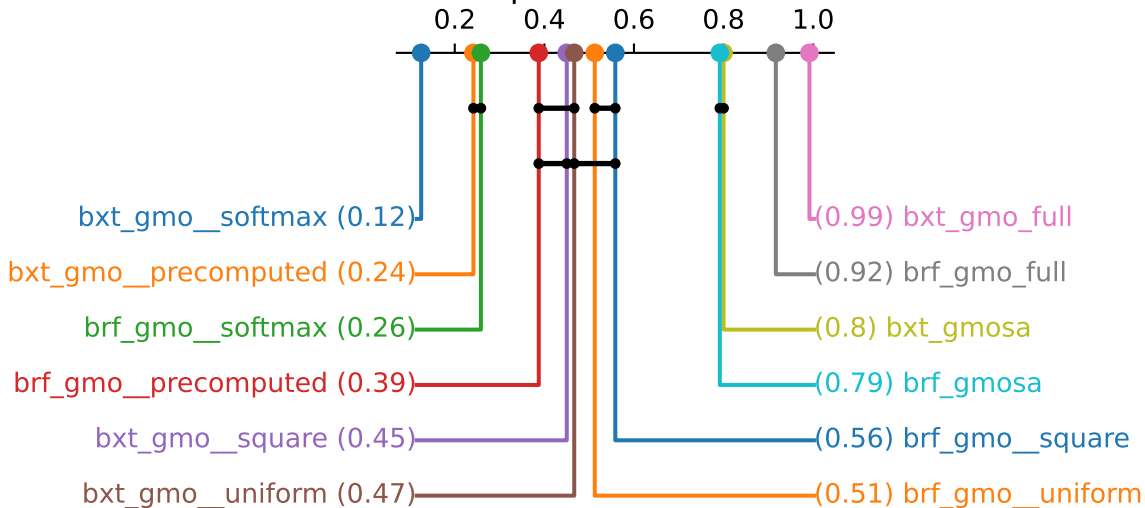 0.2 0.4 0.6 0.8 1.0
bxt_gmo__softmax (0.12) (0.99) bxt_gmo_full
bxt_gmo__precomputed (0.24) (0.92) brf_gmo_full
brf_gmo__softmax (0.26) (0.8) bxt_gmosa
brf_gmo__precomputed (0.39) (0.79) brf_gmosa
bxt_gmo__square (0.45) (0.56) brf_gmo__square
bxt_gmo__uniform (0.47) (0.51) brf_gmo__uniform